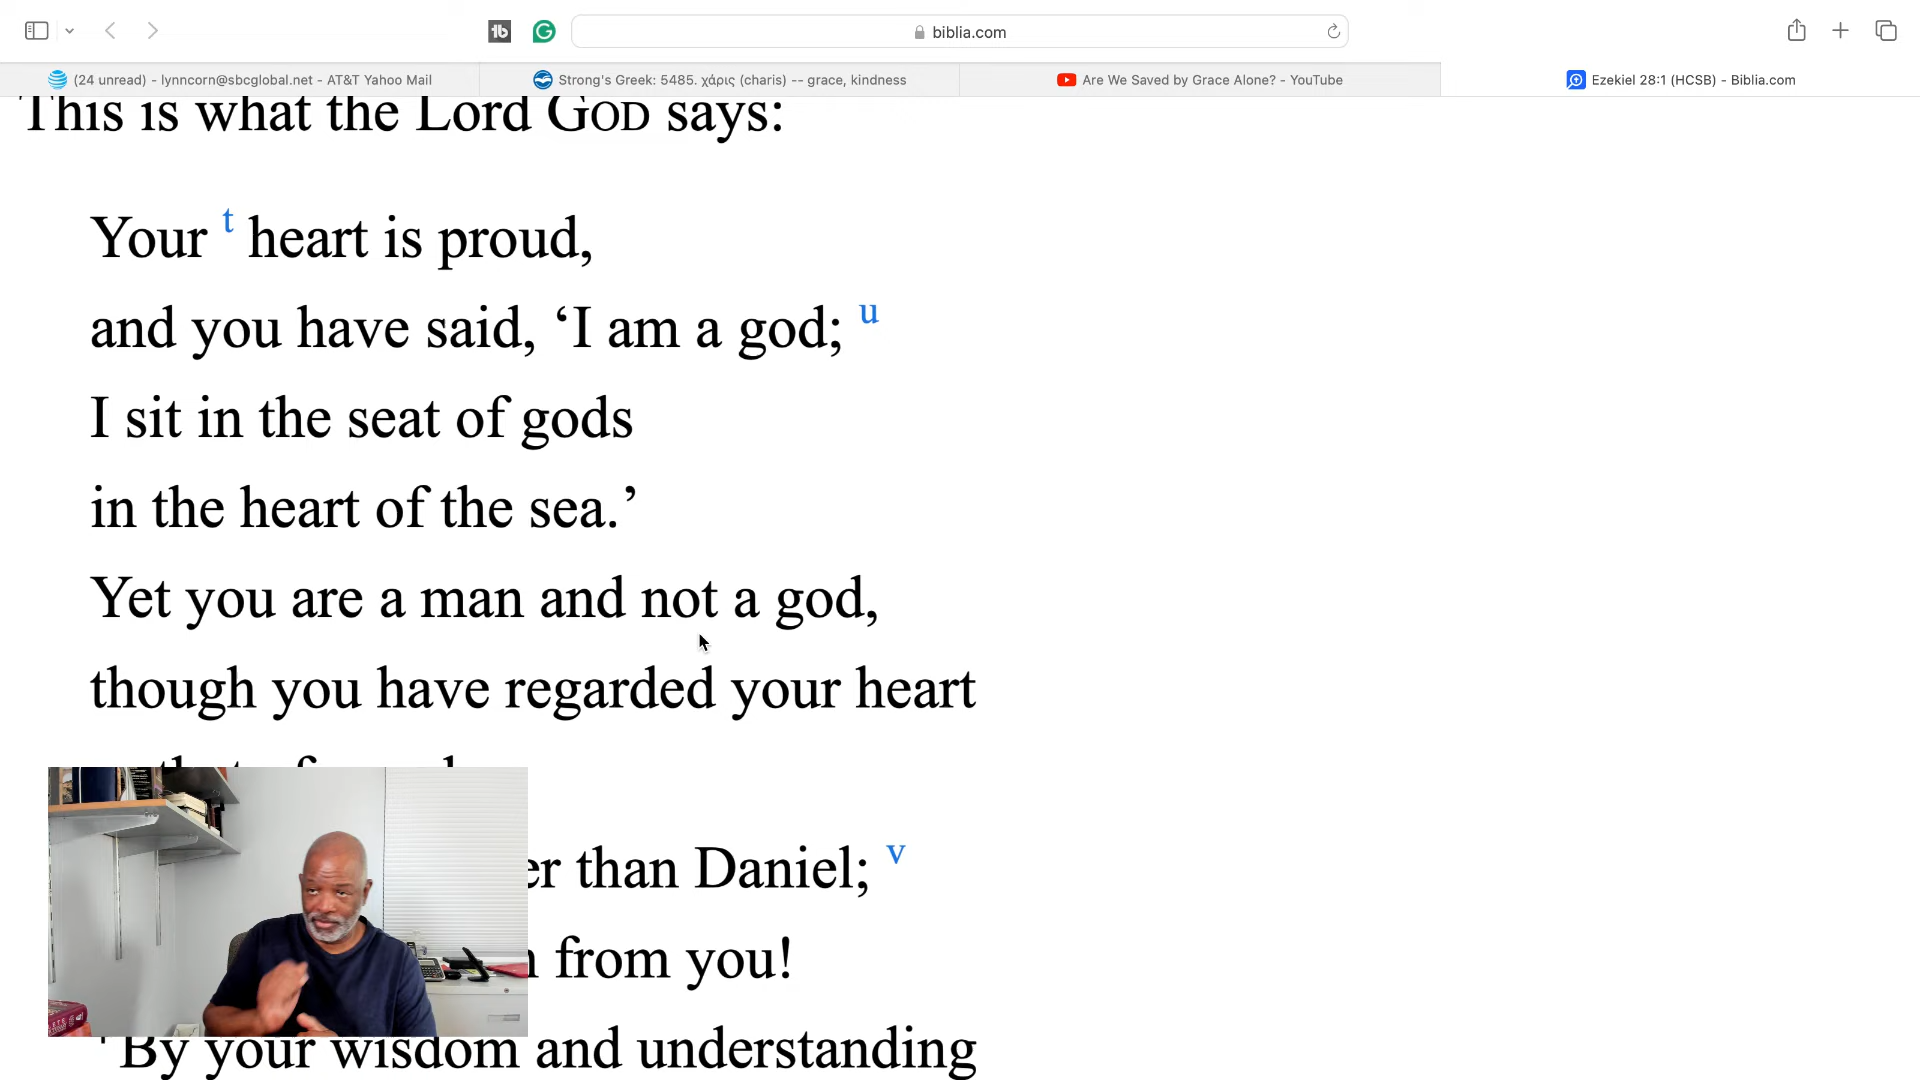 biblia.com
(24 unread) - lynncorn@sbcglobal.net - AT&T Yahoo Mail
Strong's Greek: 5485. χάρις (charis) -- grace, kindness
Are We Saved by Grace Alone? - YouTube
Ezekiel 28:1 (HCSB) - Biblia.com
This is what the Lord GOD says:
Your t heart is proud,
and you have said, ‘I am a god; u
I sit in the seat of gods
in the heart of the sea.’
Yet you are a man and not a god,
though you have regarded your heart
than Daniel; v
from you!
By your wisdom and understanding